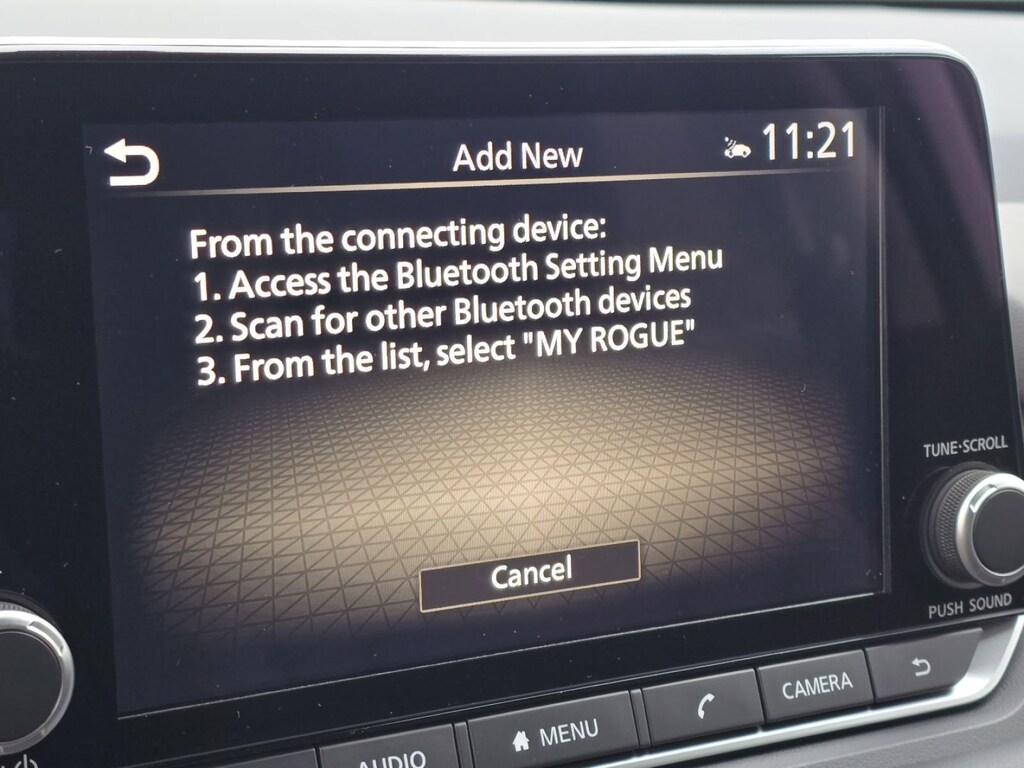 Add New
11:21
From the connecting device:
1. Access the Bluetooth Setting Menu
2. Scan for other Bluetooth devices
3. From the list, select "MY ROGUE"
Cancel
TUNE·SCROLL
PUSH SOUND
AUDIO
MENU
CAMERA